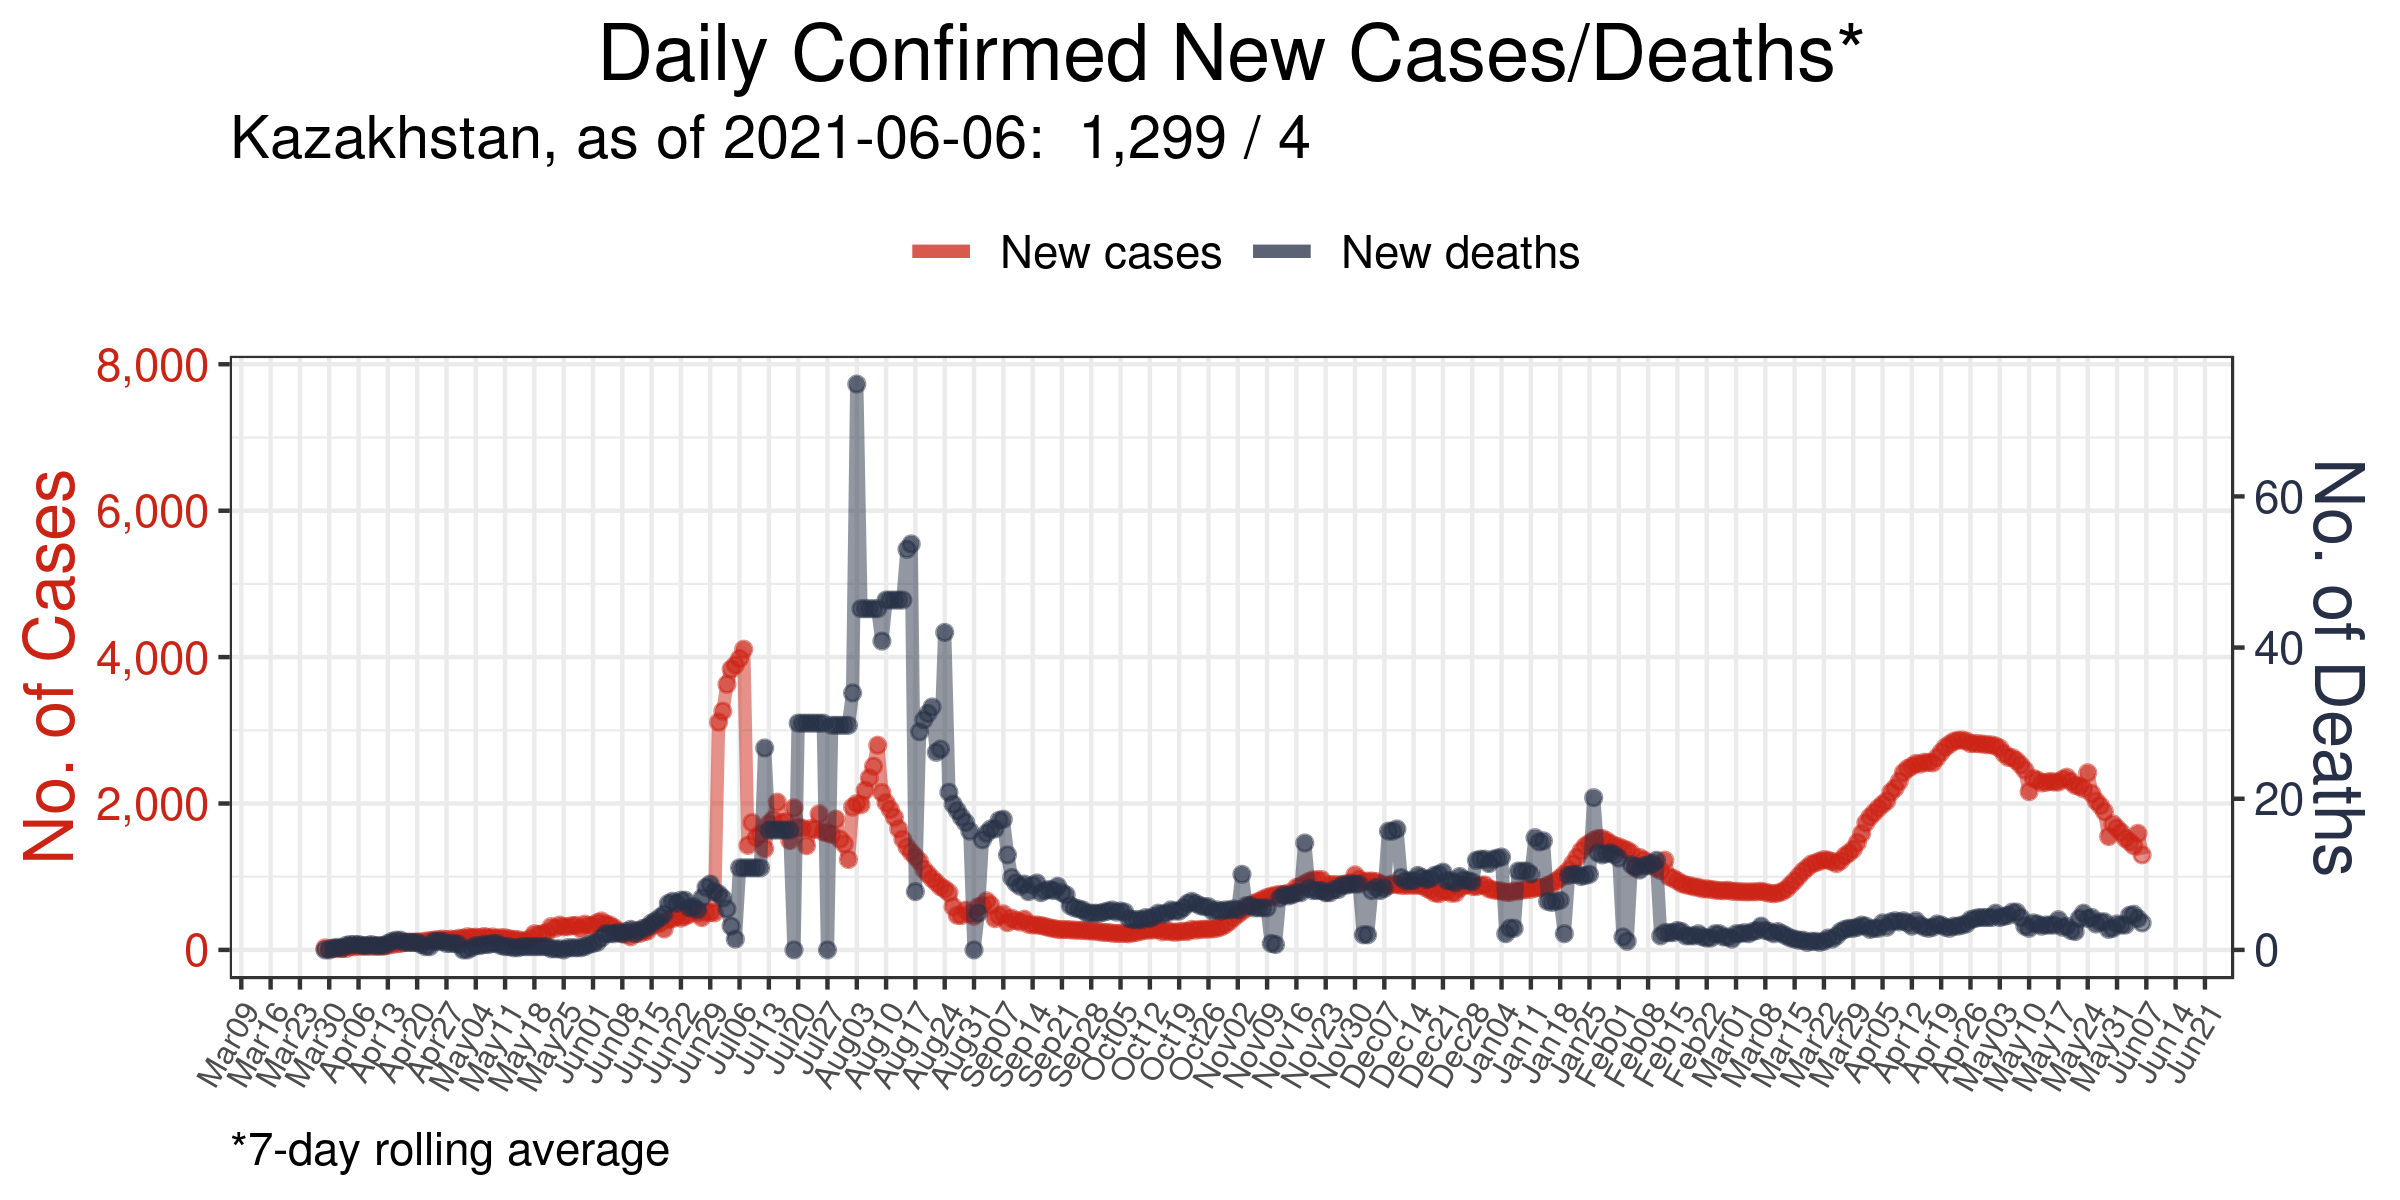 Daily Confirmed New Cases/Deaths*
Kazakhstan, as of 2021-06-06:  1,299 / 4
New cases
New deaths
No. of Cases
8,000
6,000
4,000
2,000
0
60
40
20
0
No. of Deaths
Mar09
Mar16
Mar23
Mar30
Apr06
Apr13
Apr20
Apr27
May04
May11
May18
May25
Jun01
Jun08
Jun15
Jun22
Jun29
Jul06
Jul13
Jul20
Jul27
Aug03
Aug10
Aug17
Aug24
Aug31
Sep07
Sep14
Sep21
Sep28
Oct05
Oct12
Oct19
Oct26
Nov02
Nov09
Nov16
Nov23
Nov30
Dec07
Dec14
Dec21
Dec28
Jan04
Jan11
Jan18
Jan25
Feb01
Feb08
Feb15
Feb22
Mar01
Mar08
Mar15
Mar22
Mar29
Apr05
Apr12
Apr19
Apr26
May03
May10
May17
May24
May31
Jun07
Jun14
Jun21
*7-day rolling average